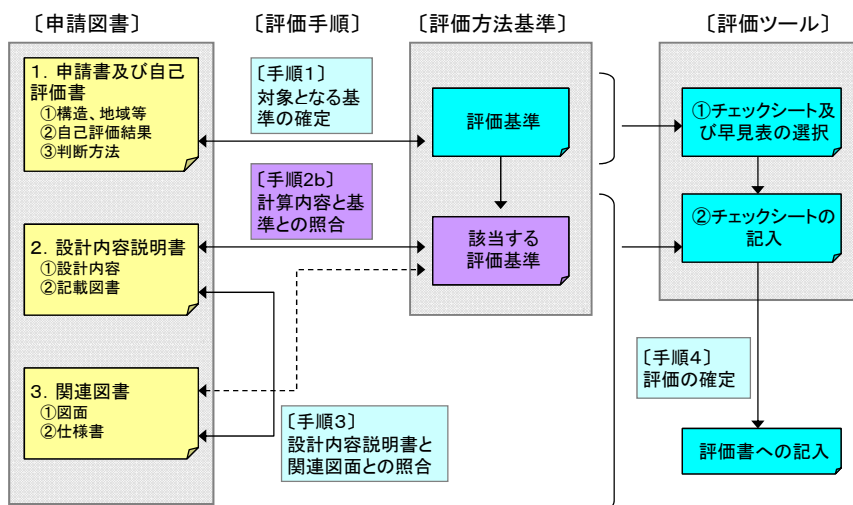 〔申請図書〕
〔評価手順〕
〔評価方法基準〕
〔評価ツール〕
1．申請書及び自己
評価書
①構造、地域等
②自己評価結果
③判断方法
〔手順1〕
対象となる基
準の確定
評価基準
①チェックシート及
び早見表の選択
〔手順2b〕
計算内容と基
準との照合
2．設計内容説明書
①設計内容
②記載図書
該当する
評価基準
②チェックシートの
記入
3．関連図書
①図面
②仕様書
〔手順3〕
設計内容説明書と
関連図面との照合
〔手順4〕
評価の確定
評価書への記入